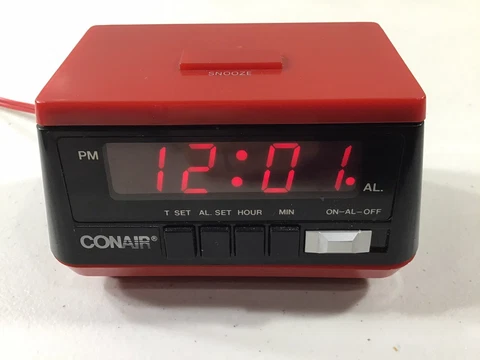 SNOOZE
PM 12:01. AL.
T SET AL. SET HOUR MIN ON-AL-OFF
CONAIR®